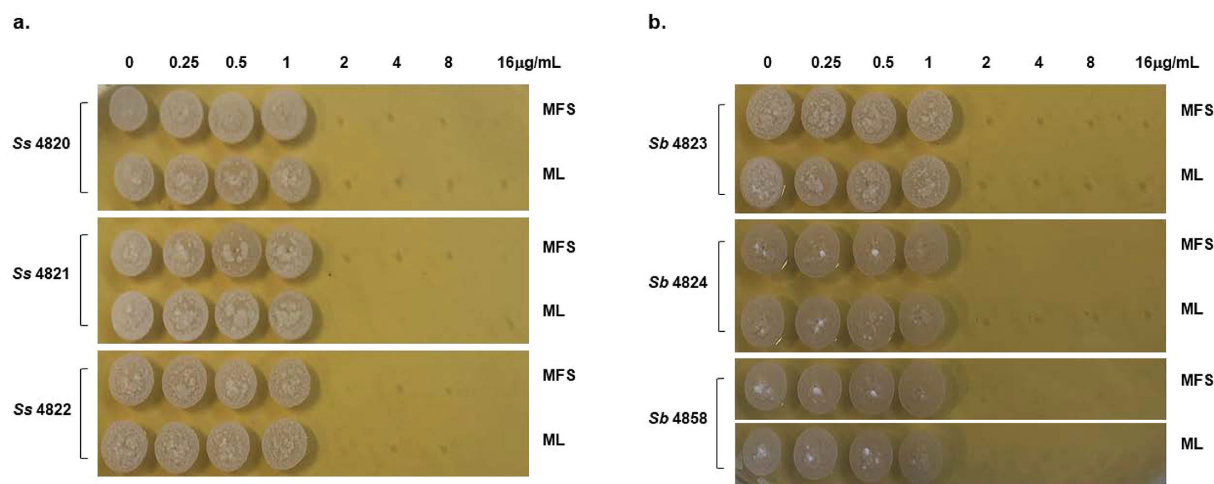 a.
0 0.25 0.5 1 2 4 8 16µg/mL
Ss 4820
MFS
ML
Ss 4821
MFS
ML
Ss 4822
MFS
ML
b.
0 0.25 0.5 1 2 4 8 16µg/mL
Sb 4823
MFS
ML
Sb 4824
MFS
ML
Sb 4858
MFS
ML